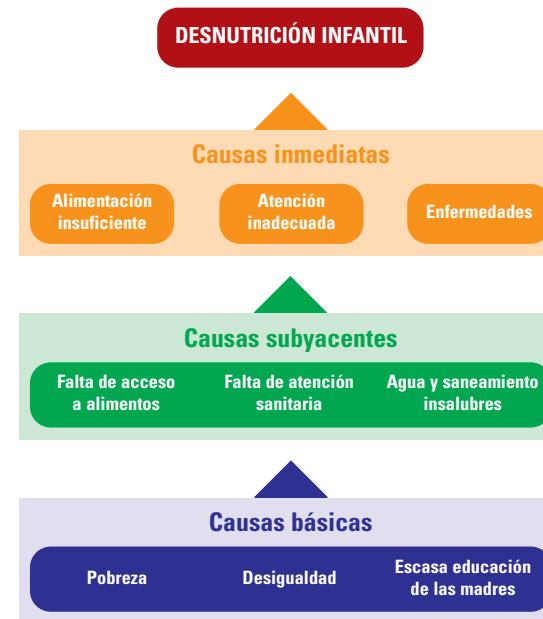 DESNUTRICIÓN INFANTIL
Causas inmediatas
Alimentación
insuficiente
Atención
inadecuada
Enfermedades
Causas subyacentes
Falta de acceso
a alimentos
Falta de atención
sanitaria
Agua y saneamiento
insalubres
Causas básicas
Pobreza
Desigualdad
Escasa educación
de las madres